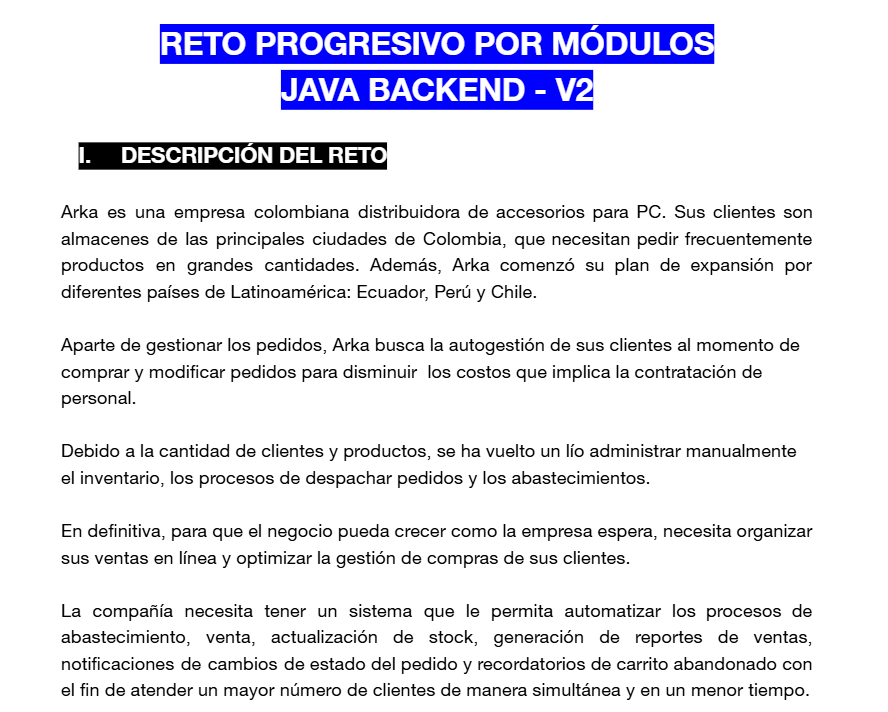 RETO PROGRESIVO POR MÓDULOS
JAVA BACKEND - V2
I. DESCRIPCIÓN DEL RETO
Arka es una empresa colombiana distribuidora de accesorios para PC. Sus clientes son
almacenes de las principales ciudades de Colombia, que necesitan pedir frecuentemente
productos en grandes cantidades. Además, Arka comenzó su plan de expansión por
diferentes países de Latinoamérica: Ecuador, Perú y Chile.
Aparte de gestionar los pedidos, Arka busca la autogestión de sus clientes al momento de
comprar y modificar pedidos para disminuir los costos que implica la contratación de
personal.
Debido a la cantidad de clientes y productos, se ha vuelto un lío administrar manualmente
el inventario, los procesos de despachar pedidos y los abastecimientos.
En definitiva, para que el negocio pueda crecer como la empresa espera, necesita organizar
sus ventas en línea y optimizar la gestión de compras de sus clientes.
La compañía necesita tener un sistema que le permita automatizar los procesos de
abastecimiento, venta, actualización de stock, generación de reportes de ventas,
notificaciones de cambios de estado del pedido y recordatorios de carrito abandonado con
el fin de atender un mayor número de clientes de manera simultánea y en un menor tiempo.